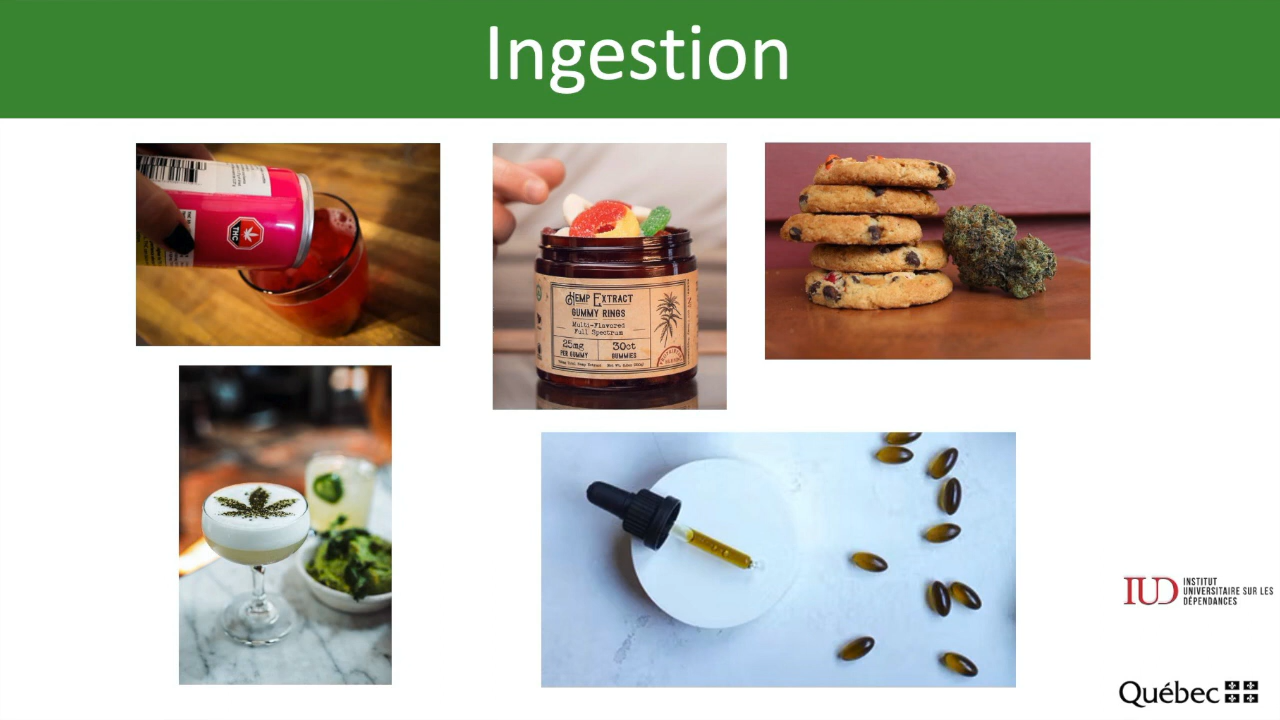 Ingestion
THC
HEMP EXTRACT
GUMMY RINGS
Multi-Flavored
Full Spectrum
25mg
PER GUMMY
30ct
GUMMIES
IUD
INSTITUT
UNIVERSITAIRE SUR LES
DÉPENDANCES
Québec